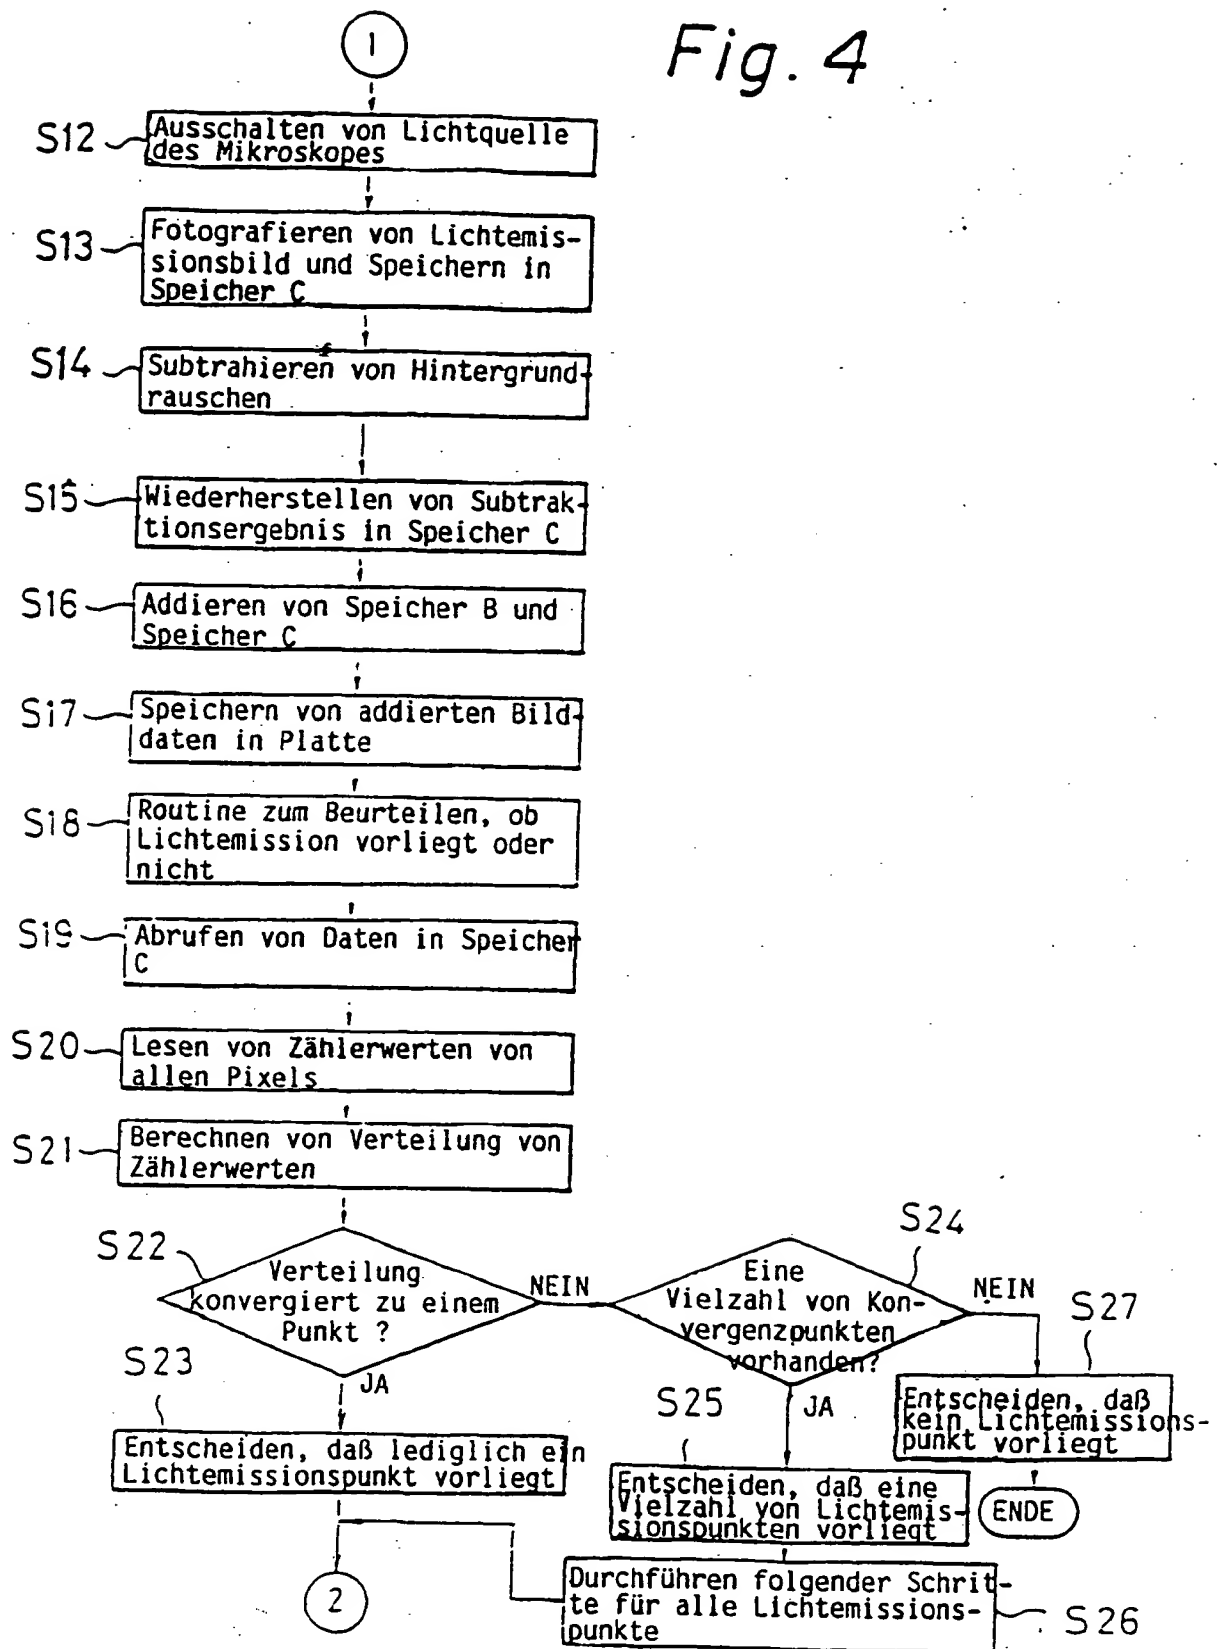 Fig. 4
1
S12
Ausschalten von Lichtquelle
des Mikroskopes
S13
Fotografieren von Lichtemis-
sionsbild und Speichern in
Speicher C
S14
Subtrahieren von Hintergrund-
rauschen
S15
Wiederherstellen von Subtrak-
tionsergebnis in Speicher C
S16
Addieren von Speicher B und
Speicher C
S17
Speichern von addierten Bild-
daten in Platte
S18
Routine zum Beurteilen, ob
Lichtemission vorliegt oder
nicht
S19
Abrufen von Daten in Speicher
C
S20
Lesen von Zählerwerten von
allen Pixels
S21
Berechnen von Verteilung von
Zählerwerten
S22
Verteilung
konvergiert zu einem
Punkt ?
NEIN
JA
S24
Eine
Vielzahl von Kon-
vergenzpunkten
vorhanden?
NEIN
JA
S23
Entscheiden, daß lediglich ein
Lichtemissionspunkt vorliegt
S25
Entscheiden, daß eine
Vielzahl von Lichtemis-
sionspunkten vorliegt
S27
Entscheiden, daß
kein Lichtemissions-
punkt vorliegt
ENDE
2
Durchführen folgender Schrit-
te für alle Lichtemissions-
punkte
S26